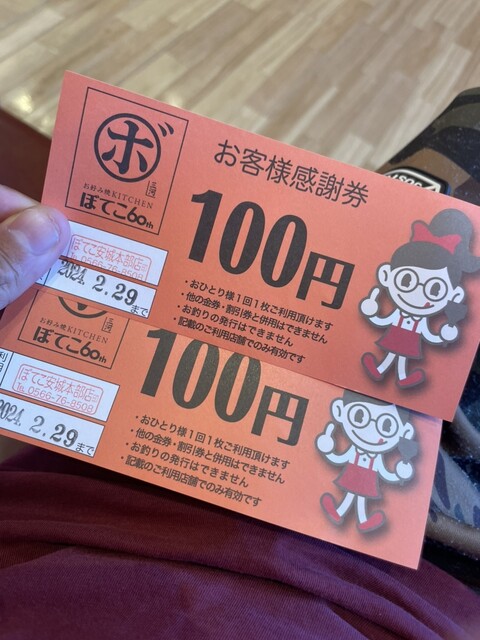 ボ
三河
お好み焼KITCHEN
ぼてこ60th
お客様感謝券
100円
・おひとり様1回1枚ご利用頂けます
・他の金券・割引券と併用はできません
・お釣りの発行はできません
・記載のご利用店舗でのみ有効です
ぼてこ安城本部店
TEL 0566-76-8508
2024.2.29まで
お好み焼KITCHEN
ぼてこ60th
100円
・おひとり様1回1枚ご利用頂けます
・他の金券・割引券と併用はできません
・お釣りの発行はできません
・記載のご利用店舗でのみ有効です
ぼてこ安城本部店
TEL 0566-76-8508
2024.2.29まで